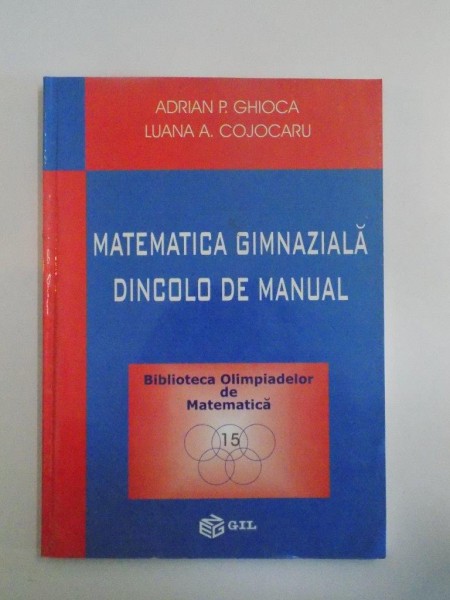 ADRIAN P. GHIOCA
LUANA A. COJOCARU
MATEMATICA GIMNAZIALĂ
DINCOLO DE MANUAL
Biblioteca Olimpiadelor
de
Matematică
15
GIL